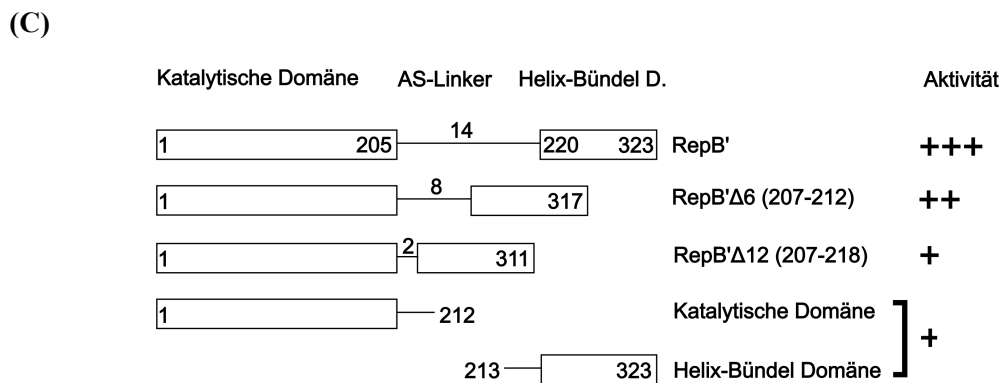 (C)
Katalytische Domäne AS-Linker Helix-Bündel D. Aktivität
1 205 14 220 323 RepB' +++
1 8 317 RepB'Δ6 (207-212) ++
1 2 311 RepB'Δ12 (207-218) +
1 212 Katalytische Domäne
+
213 323 Helix-Bündel Domäne